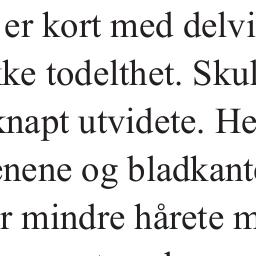 er kort med delvi
ke todelthet. Skul
knapt utvidete. He
enene og bladkant
r mindre hårete m